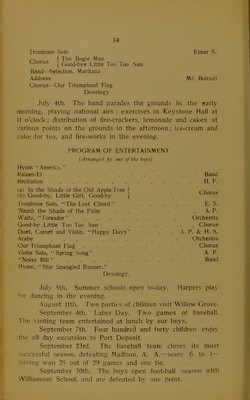 34
Trombone Solo Elmer S.
Chorus { The Bogie Man
Good-bye Little Too Too San
Band—Selection, Maritana
Address Mr. Bonsall
Chorus—Our Triumphant Flag
Doxology
July 4th. The band parades the grounds in the early
morning, playing national airs; exercises in Keystone Hall at
11 o'clock; distribution of fire-crackers, lemonade and cakes at
various points on the grounds in the afternoon; ice-cream and
cake for tea, and fire-works in the evening.
PROGRAM OF ENTERTAINMENT
(Arranged by one of the boys)
Hymn "America,"
Raizen-El Band
Recitation H. F.
(a) In the Shade of the Old Apple Tree }
(b) Good-by, Little Girl, Good-by } Chorus
Trombone Solo, "The Lost Chord" E. S.
'Neath the Shade of the Palm A. P.
Waltz, "Toreador" Orchestra
Good-by Little Too Too San Chorus
Duet, Cornet and Violin, "Happy Days" A. P. & H. S.
Araby Orchestra
Our Triumphant Flag Chorus
Violin Solo, "Spring Song" A. P.
"Noisy Bill" Band
Hymn, "Star Spangled Banner."
Doxology.
July 5th. Summer schools open to-day. Harpers play
for dancing in the evening.
August 11th. Two parties of children visit Willow Grove.
September 4th. Labor Day. Two games of baseball.
The visiting team entertained at lunch by our boys.
September 7th. Four hundred and forty children enjoy
the all day excursion to Port Deposit.
September 23rd. The baseball team closes its most
successful season, defeating Madison, A. A.—score 6 to 1—
having won 25 out of 29 games and one tie.
September 30th. The boys open foot-ball season with
Williamson School, and are defeated by one point.